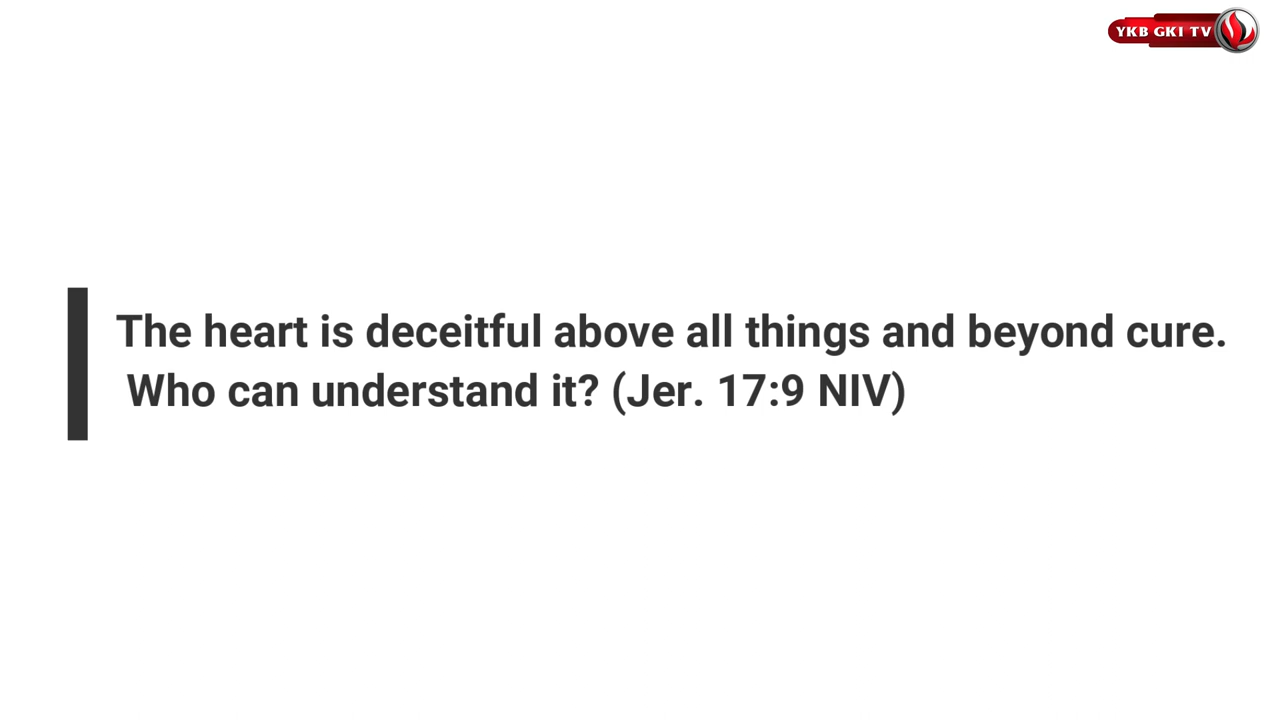 YKB GKI TV
The heart is deceitful above all things and beyond cure.
Who can understand it? (Jer. 17:9 NIV)